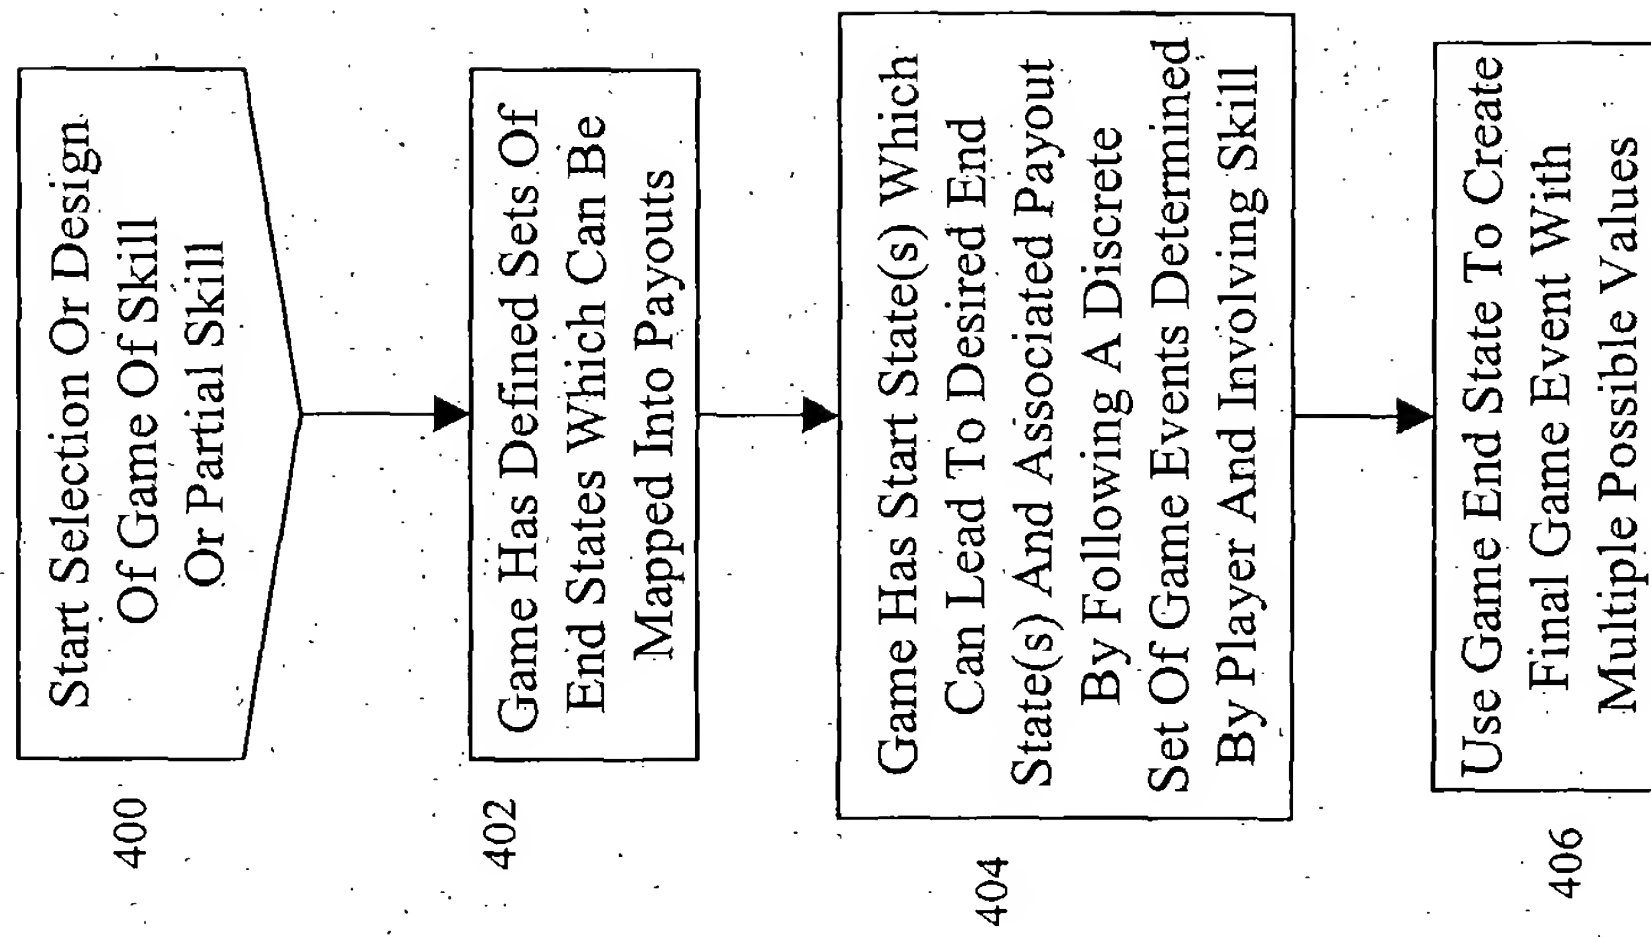 Start Selection Or Design
Of Game Of Skill
Or Partial Skill
400
Game Has Defined Sets Of
End States Which Can Be
Mapped Into Payouts
402
Game Has Start State(s) Which
Can Lead To Desired End
State(s) And Associated Payout
By Following A Discrete
Set Of Game Events Determined
By Player And Involving Skill
404
Use Game End State To Create
Final Game Event With
Multiple Possible Values
406